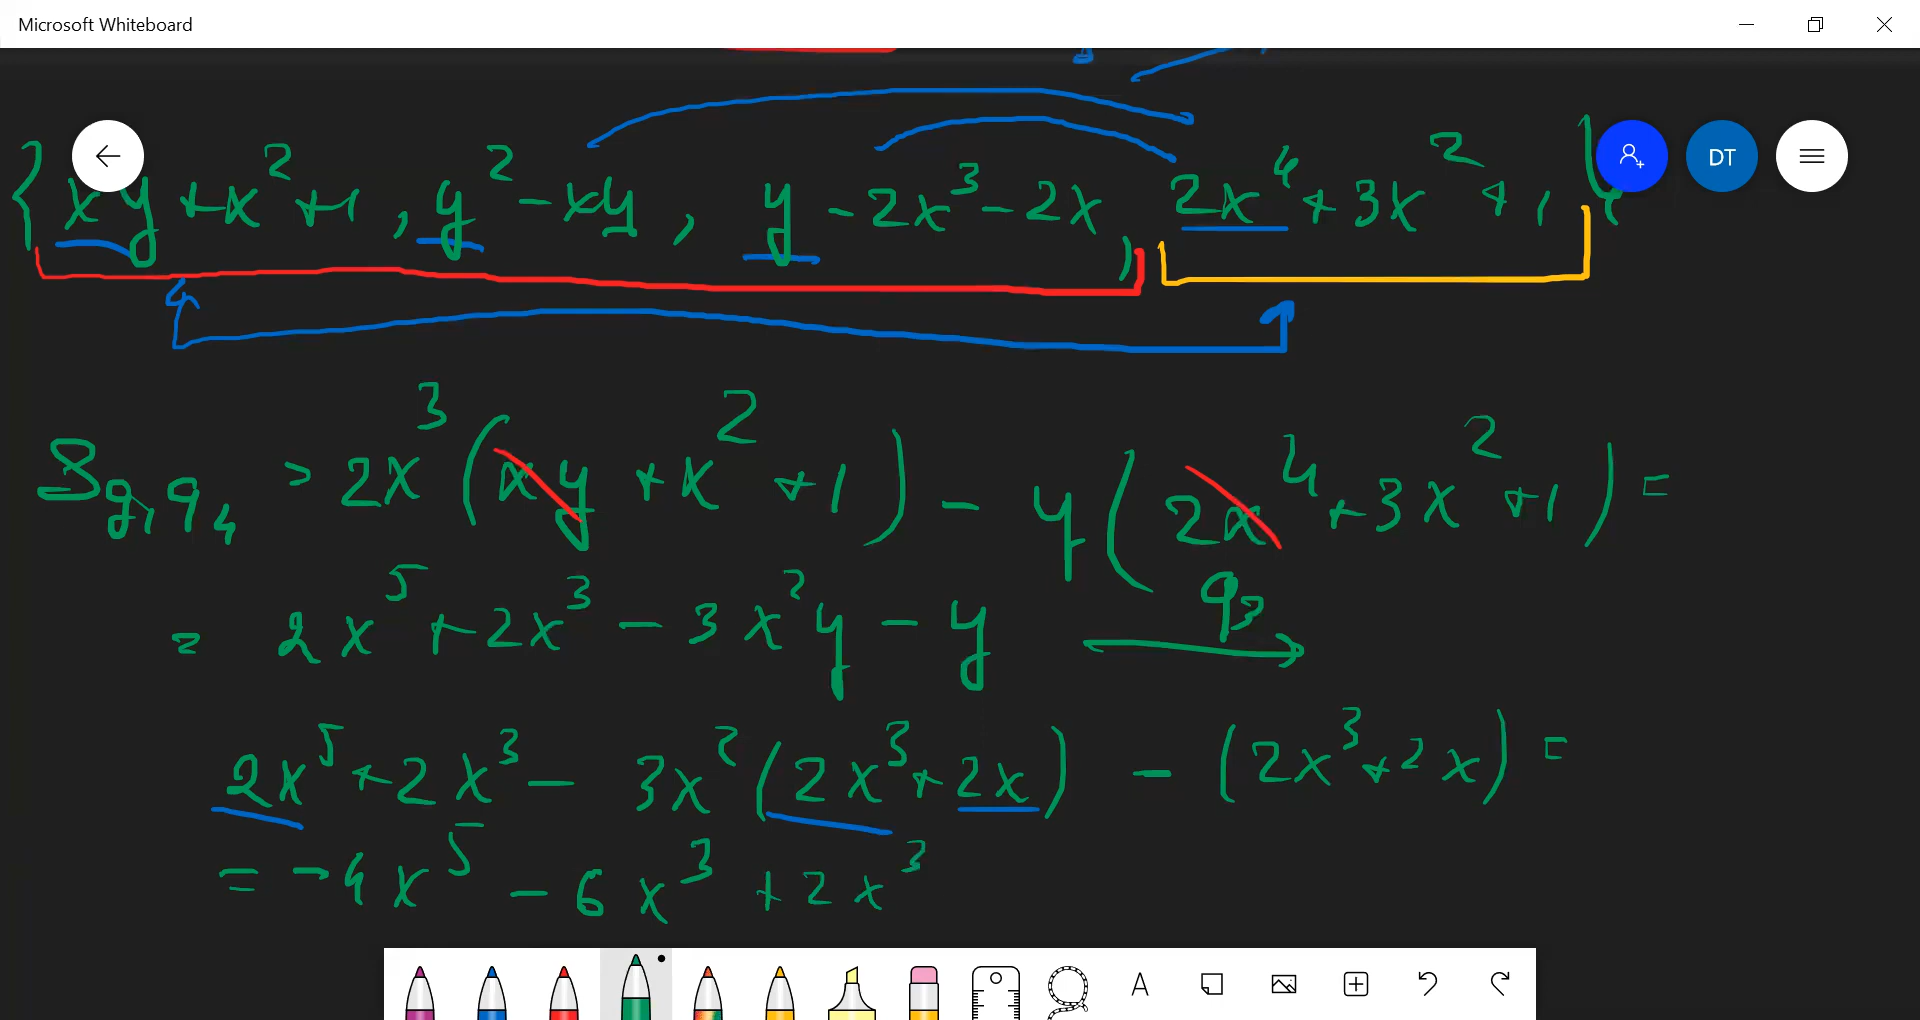 Microsoft Whiteboard
{xy + x² + 1, y² - xy, y - 2x³ - 2x, 2x⁴ + 3x² + 1}
DT
S g₁, g₄ = 2x³(xy + x² + 1) - y(2x⁴ + 3x² + 1) =
= 2x⁵ + 2x³ - 3x²y - y g₃ →
2x⁵ + 2x³ - 3x²(2x³ + 2x) - (2x³ + 2x) =
= -4x⁵ - 6x³ + 2x³
A